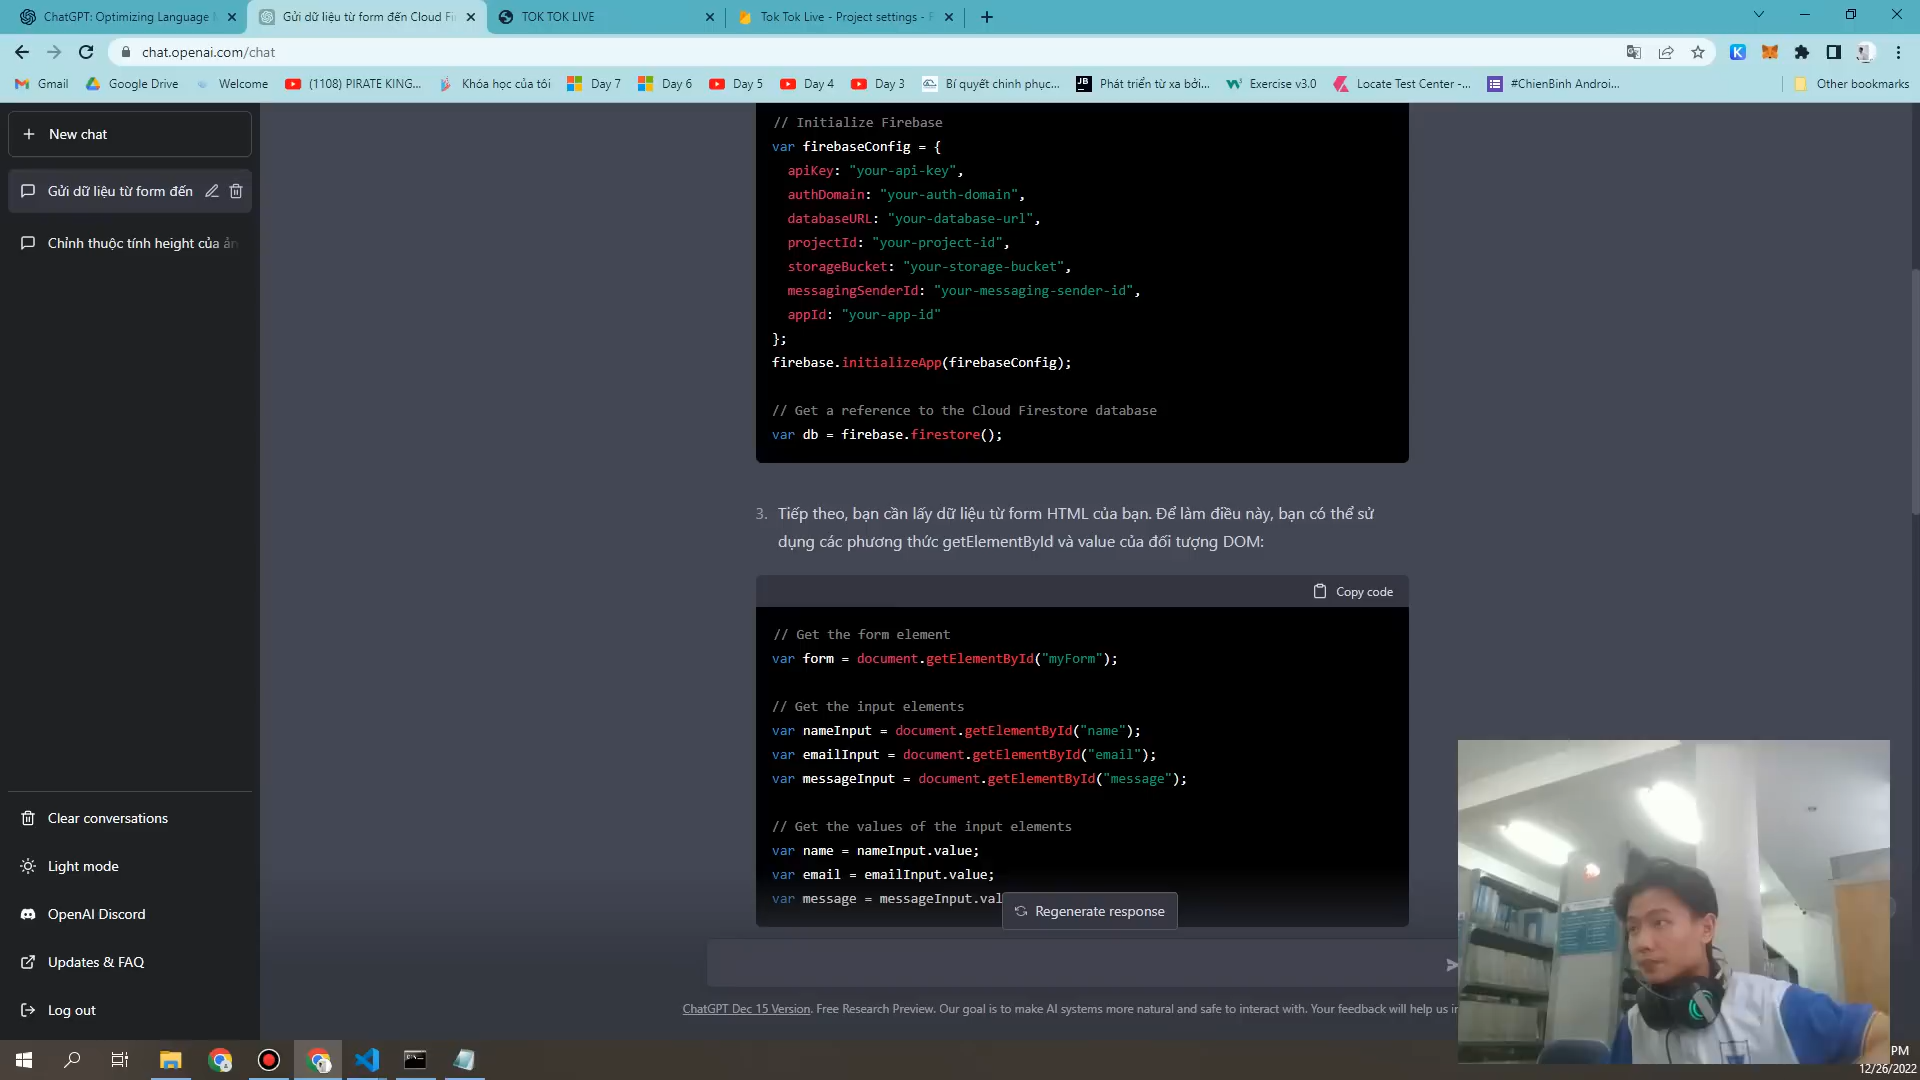 ChatGPT: Optimizing Language
Gửi dữ liệu từ form đến Cloud Fi
TOK TOK LIVE
Tok Tok Live - Project settings -
chat.openai.com/chat
Gmail
Google Drive
Welcome
(1108) PIRATE KING...
Khóa học của tôi
Day 7
Day 6
Day 5
Day 4
Day 3
Bí quyết chinh phục...
Phát triển từ xa bởi...
Exercise v3.0
Locate Test Center -...
#ChienBinh Androi...
Other bookmarks
New chat
Gửi dữ liệu từ form đến
Chỉnh thuộc tính height của ản
// Initialize Firebase
var firebaseConfig = {
apiKey: "your-api-key",
authDomain: "your-auth-domain",
databaseURL: "your-database-url",
projectId: "your-project-id",
storageBucket: "your-storage-bucket",
messagingSenderId: "your-messaging-sender-id",
appId: "your-app-id"
};
firebase.initializeApp(firebaseConfig);
// Get a reference to the Cloud Firestore database
var db = firebase.firestore();
3. Tiếp theo, bạn cần lấy dữ liệu từ form HTML của bạn. Để làm điều này, bạn có thể sử
dụng các phương thức getElementById và value của đối tượng DOM:
Copy code
// Get the form element
var form = document.getElementById("myForm");
// Get the input elements
var nameInput = document.getElementById("name");
var emailInput = document.getElementById("email");
var messageInput = document.getElementById("message");
// Get the values of the input elements
var name = nameInput.value;
var email = emailInput.value;
var message = messageInput.val
Regenerate response
Clear conversations
Light mode
OpenAI Discord
Updates & FAQ
Log out
ChatGPT Dec 15 Version. Free Research Preview. Our goal is to make AI systems more natural and safe to interact with. Your feedback will help us i
PM
12/26/2022